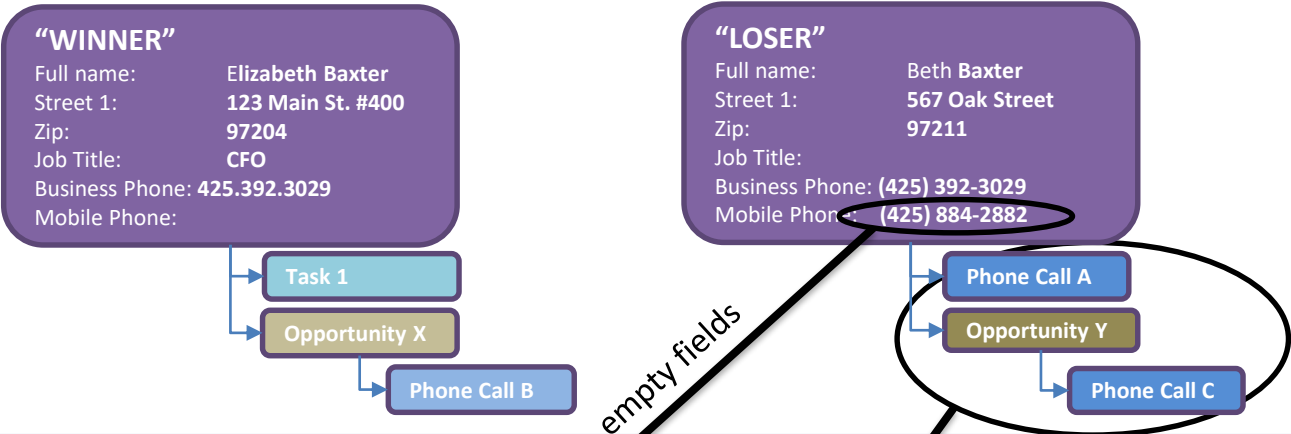 “WINNER”
Full name: Elizabeth Baxter
Street 1: 123 Main St. #400
Zip: 97204
Job Title: CFO
Business Phone: 425.392.3029
Mobile Phone:
Task 1
Opportunity X
Phone Call B
“LOSER”
Full name: Beth Baxter
Street 1: 567 Oak Street
Zip: 97211
Job Title:
Business Phone: (425) 392-3029
Mobile Phone: (425) 884-2882
Phone Call A
Opportunity Y
Phone Call C
empty fields